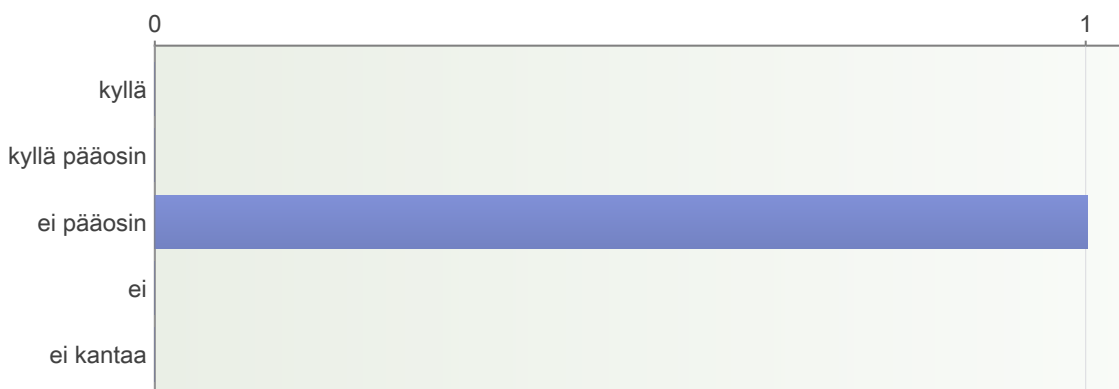 0 1
kyllä
kyllä pääosin
ei pääosin
ei
ei kantaa